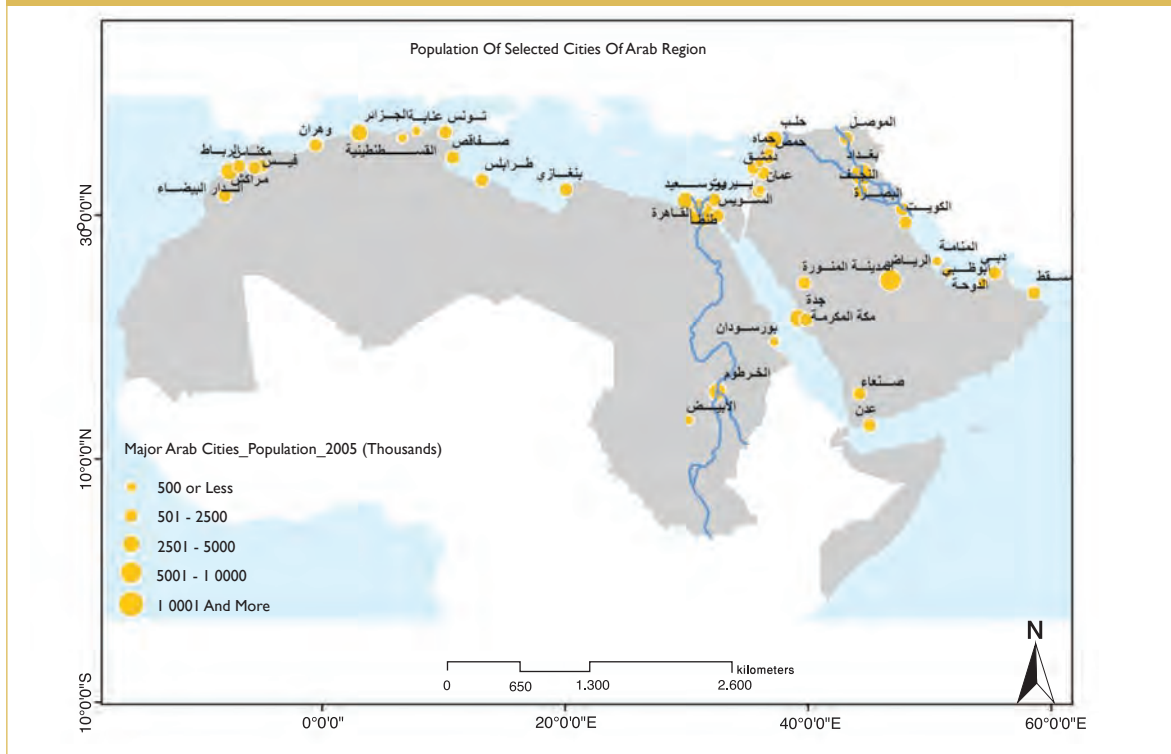 Population Of Selected Cities Of Arab Region
حلب
الموصل
تونس
عنابة
الجزائر
وهران
حماه
حمص
صفاقص
القسطنطينية
مكناس
الرباط
فيس
دمشق
بغداد
طرابلس
بنغازي
عمان
النجف
مراكش
الدار البيضاء
بيروت
بورسعيد
البصرة
السويس
الكويت
القاهرة
طنطا
30°0'0"N
المنامة
دبي
الرياض
المدينة المنورة
أبوظبي
الدوحة
مسقط
جدة
مكة المكرمة
بورسودان
الخرطوم
صنعاء
الأبيض
عدن
10°0'0"N
Major Arab Cities_Population_2005 (Thousands)
500 or Less
501 - 2500
2501 - 5000
5001 - 1 0000
1 0001 And More
N
kilometers
0 650 1.300 2.600
10°0'0"S
0°0'0" 20°0'0"E 40°0'0"E 60°0'0"E